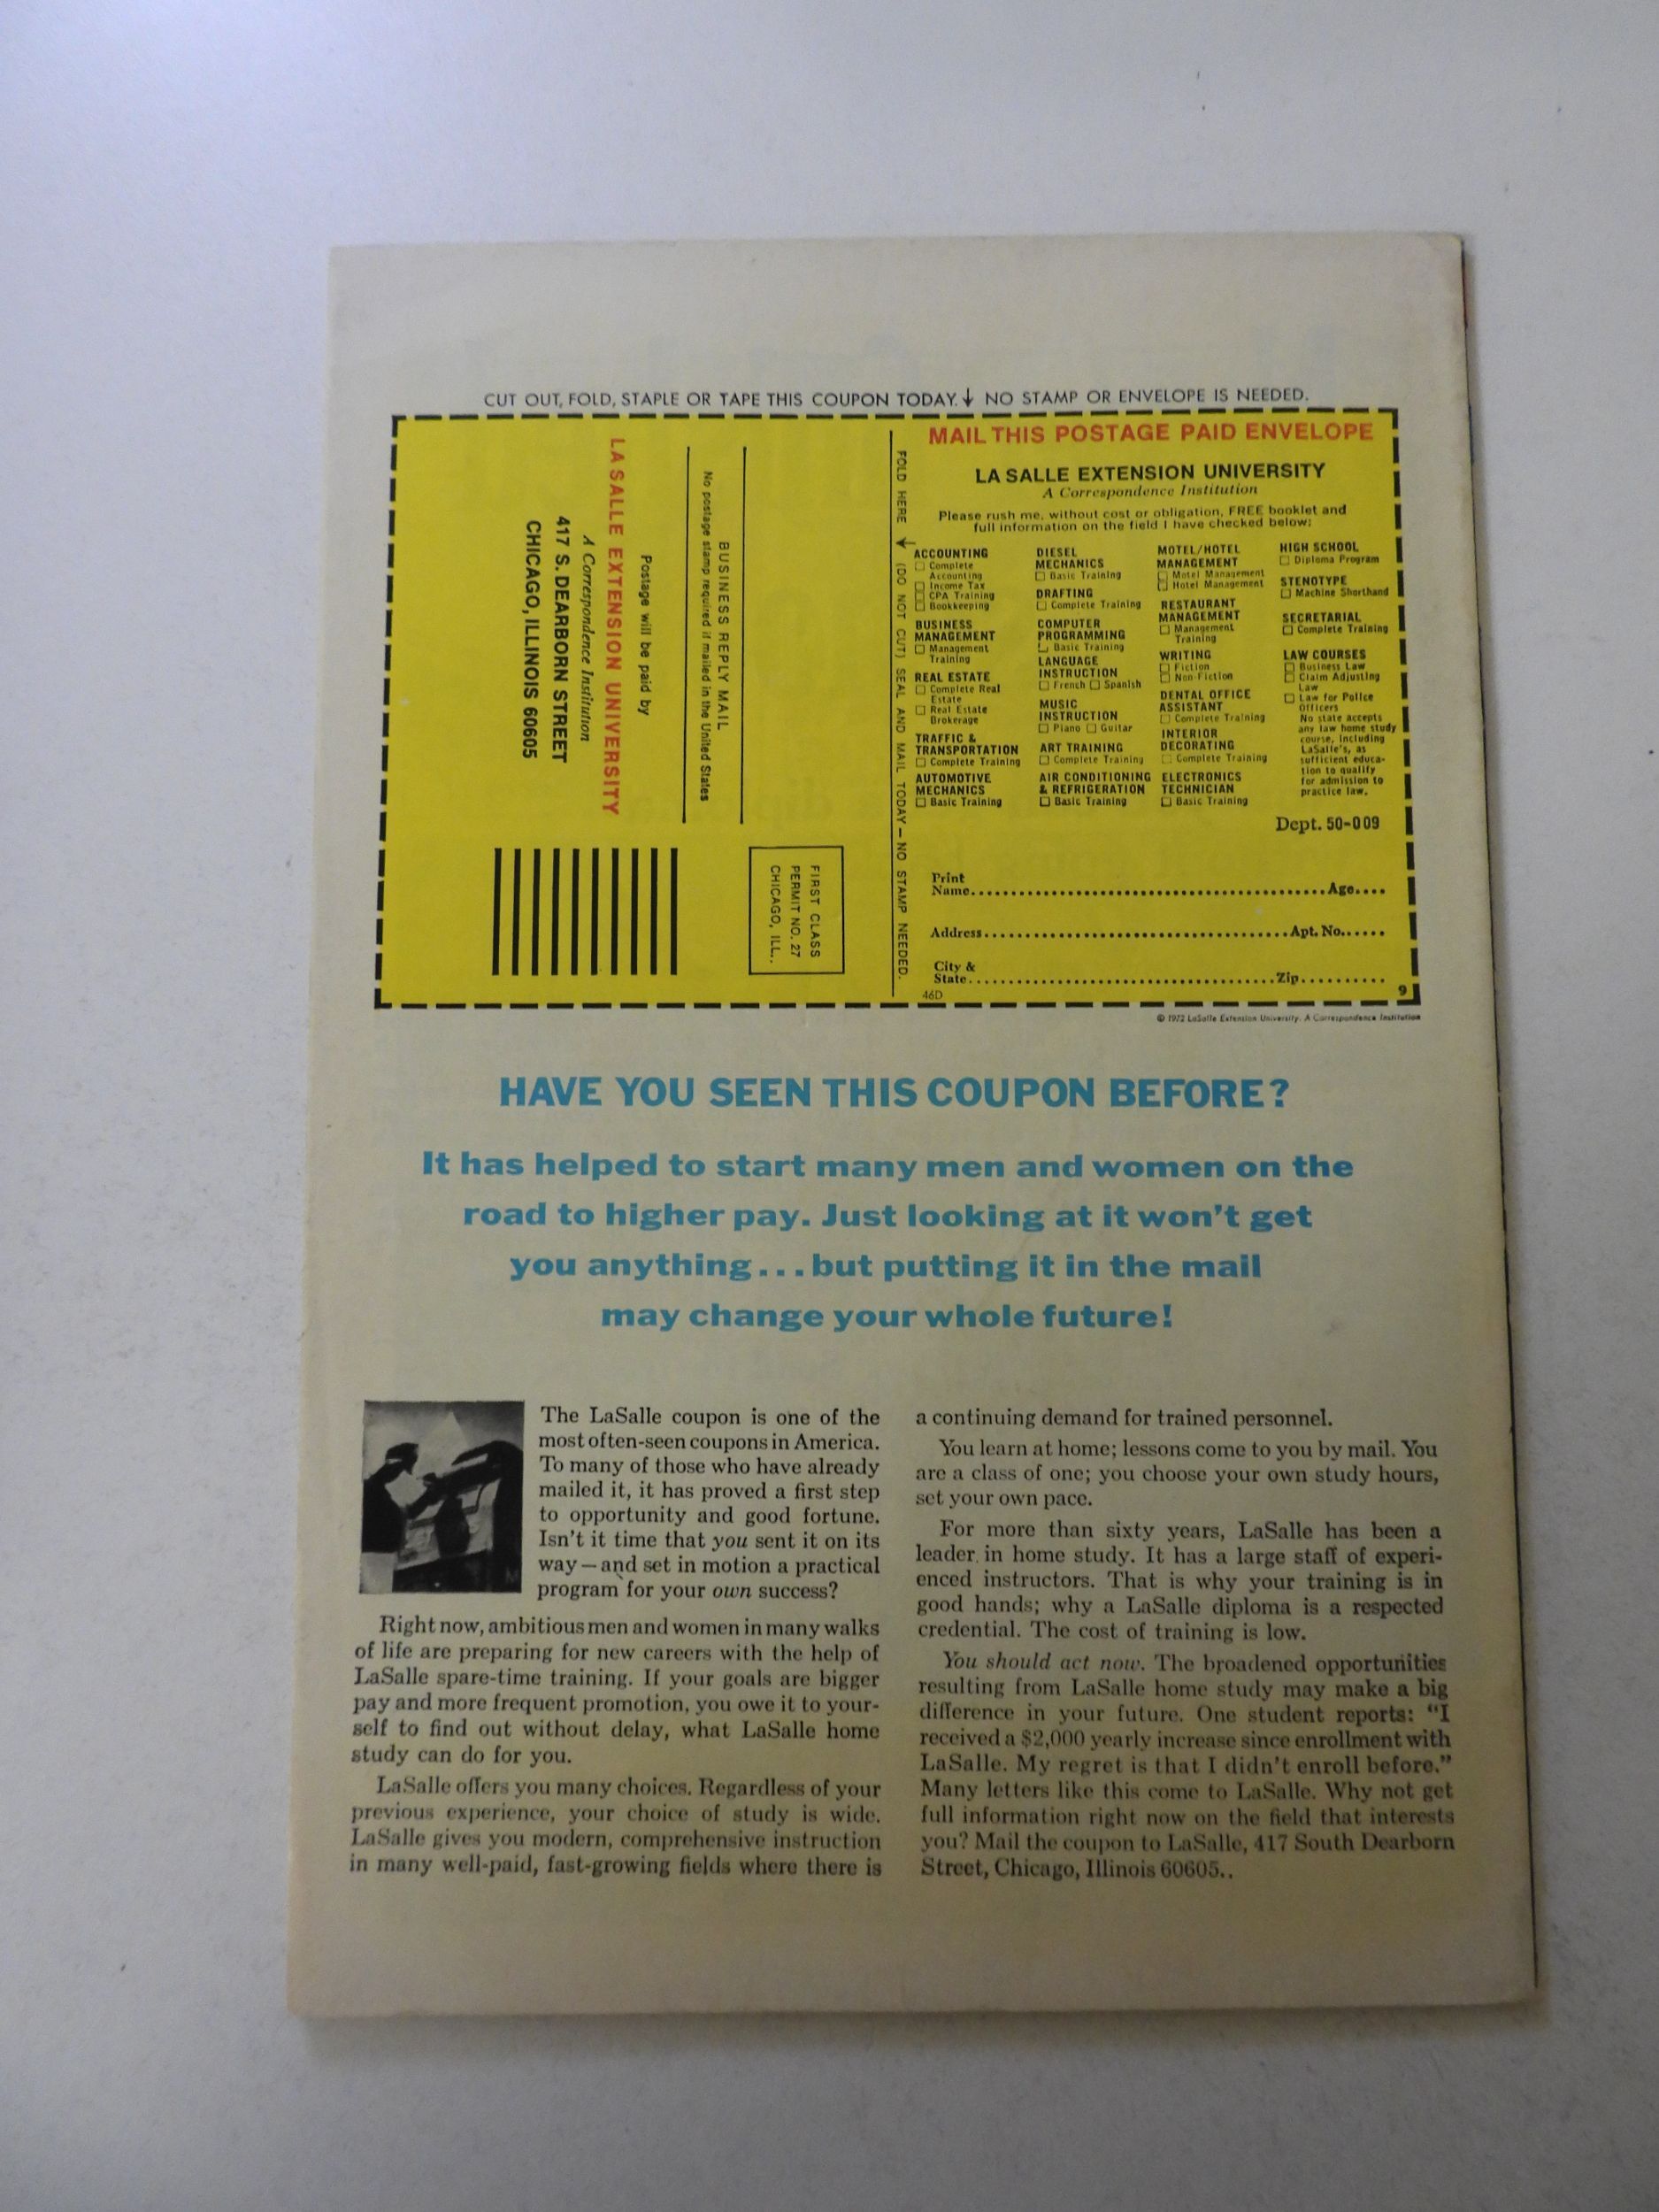 CUT OUT, FOLD, STAPLE OR TAPE THIS COUPON TODAY.↓ NO STAMP OR ENVELOPE IS NEEDED.
LA SALLE EXTENSION UNIVERSITY
A Correspondence Institution
417 S. DEARBORN STREET
CHICAGO, ILLINOIS 60605
Postage will be paid by
No postage stamp required if mailed in the United States
BUSINESS REPLY MAIL
FIRST CLASS
PERMIT NO. 27
CHICAGO, ILL..
FOLD HERE ↓ (DO NOT CUT) SEAL AND MAIL TODAY — NO STAMP NEEDED.
MAIL THIS POSTAGE PAID ENVELOPE
LA SALLE EXTENSION UNIVERSITY
A Correspondence Institution
Please rush me, without cost or obligation, FREE booklet and
full information on the field I have checked below:
ACCOUNTING
☐ Complete
Accounting
☐ Income Tax
☐ CPA Training
☐ Bookkeeping
BUSINESS
MANAGEMENT
☐ Management
Training
REAL ESTATE
☐ Complete Real
Estate
☐ Real Estate
Brokerage
TRAFFIC &
TRANSPORTATION
☐ Complete Training
AUTOMOTIVE
MECHANICS
☐ Basic Training
DIESEL
MECHANICS
☐ Basic Training
DRAFTING
☐ Complete Training
COMPUTER
PROGRAMMING
☐ Basic Training
LANGUAGE
INSTRUCTION
☐ French ☐ Spanish
MUSIC
INSTRUCTION
☐ Piano ☐ Guitar
ART TRAINING
☐ Complete Training
AIR CONDITIONING
& REFRIGERATION
☐ Basic Training
MOTEL/HOTEL
MANAGEMENT
☐ Motel Management
☐ Hotel Management
RESTAURANT
MANAGEMENT
☐ Management
Training
WRITING
☐ Fiction
☐ Non-Fiction
DENTAL OFFICE
ASSISTANT
☐ Complete Training
INTERIOR
DECORATING
☐ Complete Training
ELECTRONICS
TECHNICIAN
☐ Basic Training
HIGH SCHOOL
☐ Diploma Program
STENOTYPE
☐ Machine Shorthand
SECRETARIAL
☐ Complete Training
LAW COURSES
☐ Business Law
☐ Claim Adjusting
Law
☐ Law for Police
Officers
No state accepts
any law home study
course, including
LaSalle's, as
sufficient educa-
tion to qualify
for admission to
practice law.
Dept. 50-009
Print
Name..........Age....
Address..........Apt. No......
City &
State..........Zip..........
46D
9
© 1972 LaSalle Extension University. A Correspondence Institution
HAVE YOU SEEN THIS COUPON BEFORE?
It has helped to start many men and women on the
road to higher pay. Just looking at it won't get
you anything...but putting it in the mail
may change your whole future!
The LaSalle coupon is one of the
most often-seen coupons in America.
To many of those who have already
mailed it, it has proved a first step
to opportunity and good fortune.
Isn't it time that you sent it on its
way — and set in motion a practical
program for your own success?
Right now, ambitious men and women in many walks
of life are preparing for new careers with the help of
LaSalle spare-time training. If your goals are bigger
pay and more frequent promotion, you owe it to your-
self to find out without delay, what LaSalle home
study can do for you.
LaSalle offers you many choices. Regardless of your
previous experience, your choice of study is wide.
LaSalle gives you modern, comprehensive instruction
in many well-paid, fast-growing fields where there is
a continuing demand for trained personnel.
You learn at home; lessons come to you by mail. You
are a class of one; you choose your own study hours,
set your own pace.
For more than sixty years, LaSalle has been a
leader in home study. It has a large staff of experi-
enced instructors. That is why your training is in
good hands; why a LaSalle diploma is a respected
credential. The cost of training is low.
You should act now. The broadened opportunities
resulting from LaSalle home study may make a big
difference in your future. One student reports: "I
received a $2,000 yearly increase since enrollment with
LaSalle. My regret is that I didn't enroll before."
Many letters like this come to LaSalle. Why not get
full information right now on the field that interests
you? Mail the coupon to LaSalle, 417 South Dearborn
Street, Chicago, Illinois 60605..